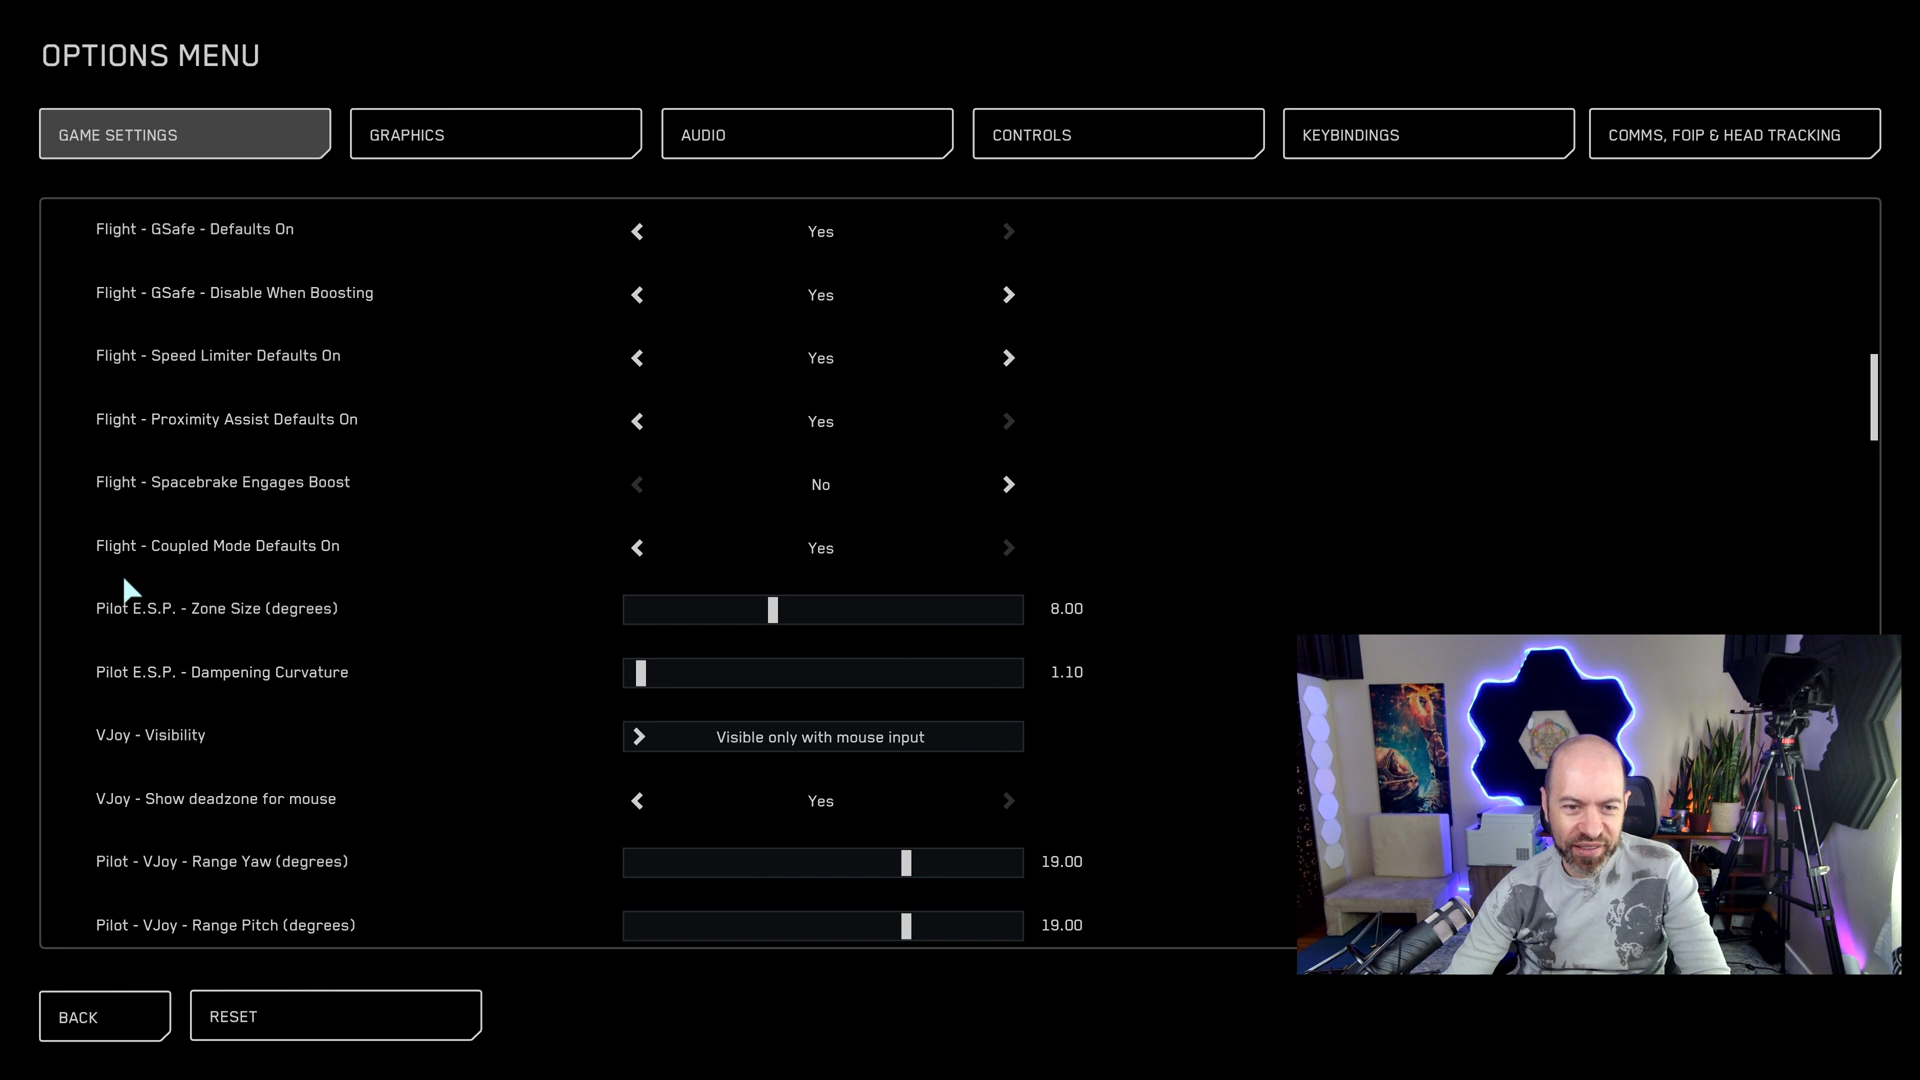 OPTIONS MENU
GAME SETTINGS
GRAPHICS
AUDIO
CONTROLS
KEYBINDINGS
COMMS, FOIP & HEAD TRACKING
Flight - GSafe - Defaults On
Yes
Flight - GSafe - Disable When Boosting
Yes
Flight - Speed Limiter Defaults On
Yes
Flight - Proximity Assist Defaults On
Yes
Flight - Spacebrake Engages Boost
No
Flight - Coupled Mode Defaults On
Yes
Pilot E.S.P. - Zone Size (degrees)
8.00
Pilot E.S.P. - Dampening Curvature
1.10
VJoy - Visibility
Visible only with mouse input
VJoy - Show deadzone for mouse
Yes
Pilot - VJoy - Range Yaw (degrees)
19.00
Pilot - VJoy - Range Pitch (degrees)
19.00
BACK
RESET